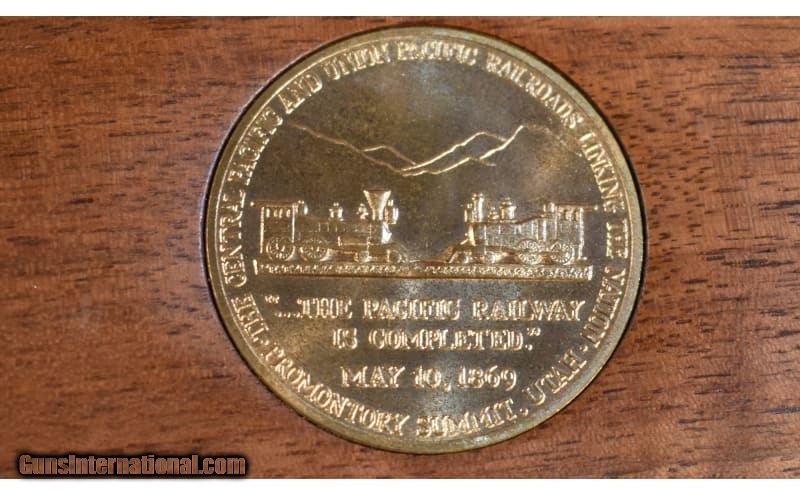 THE CENTRAL PACIFIC AND UNION PACIFIC RAILROADS LINKING THE NATION ·
"...THE PACIFIC RAILWAY
IS COMPLETED."
MAY 10, 1869
PROMONTORY SUMMIT, UTAH ·
GunsInternational.com